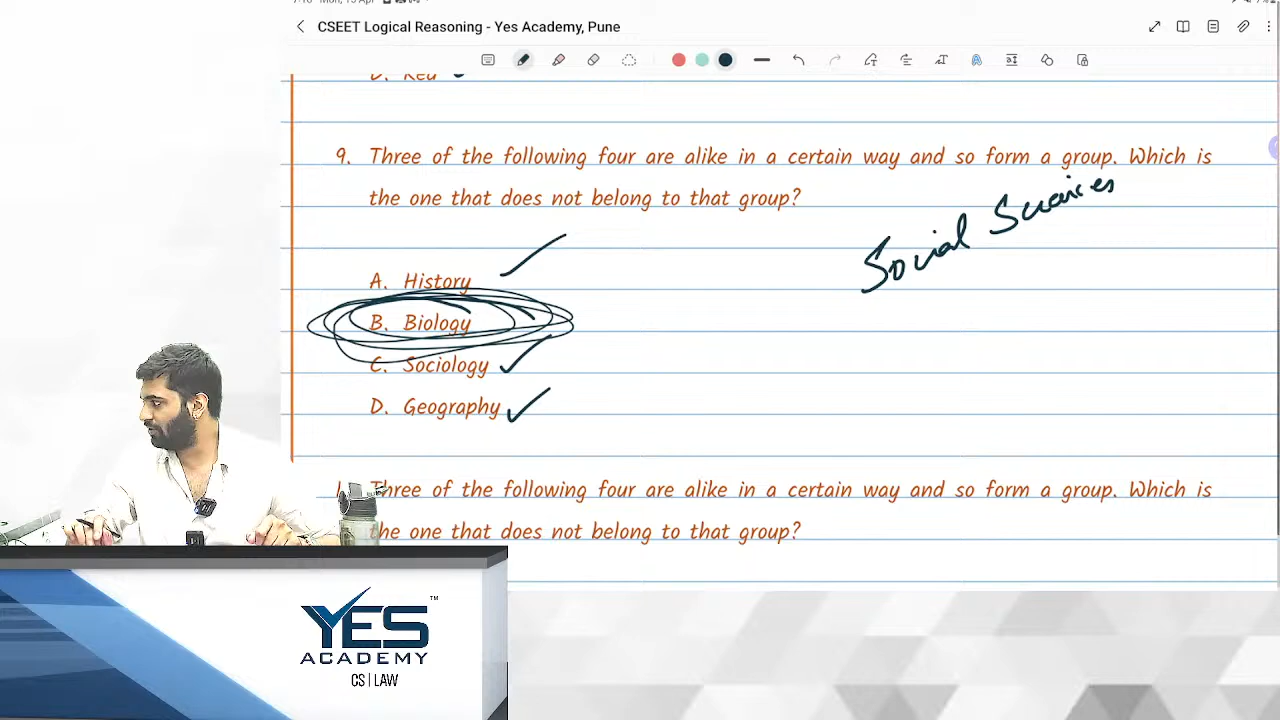 CSEET Logical Reasoning - Yes Academy, Pune
D. Red
9. Three of the following four are alike in a certain way and so form a group. Which is
the one that does not belong to that group?
Social Sciences
A. History
B. Biology
C. Sociology
D. Geography
Three of the following four are alike in a certain way and so form a group. Which is
the one that does not belong to that group?
YES
TM
ACADEMY
CS | LAW